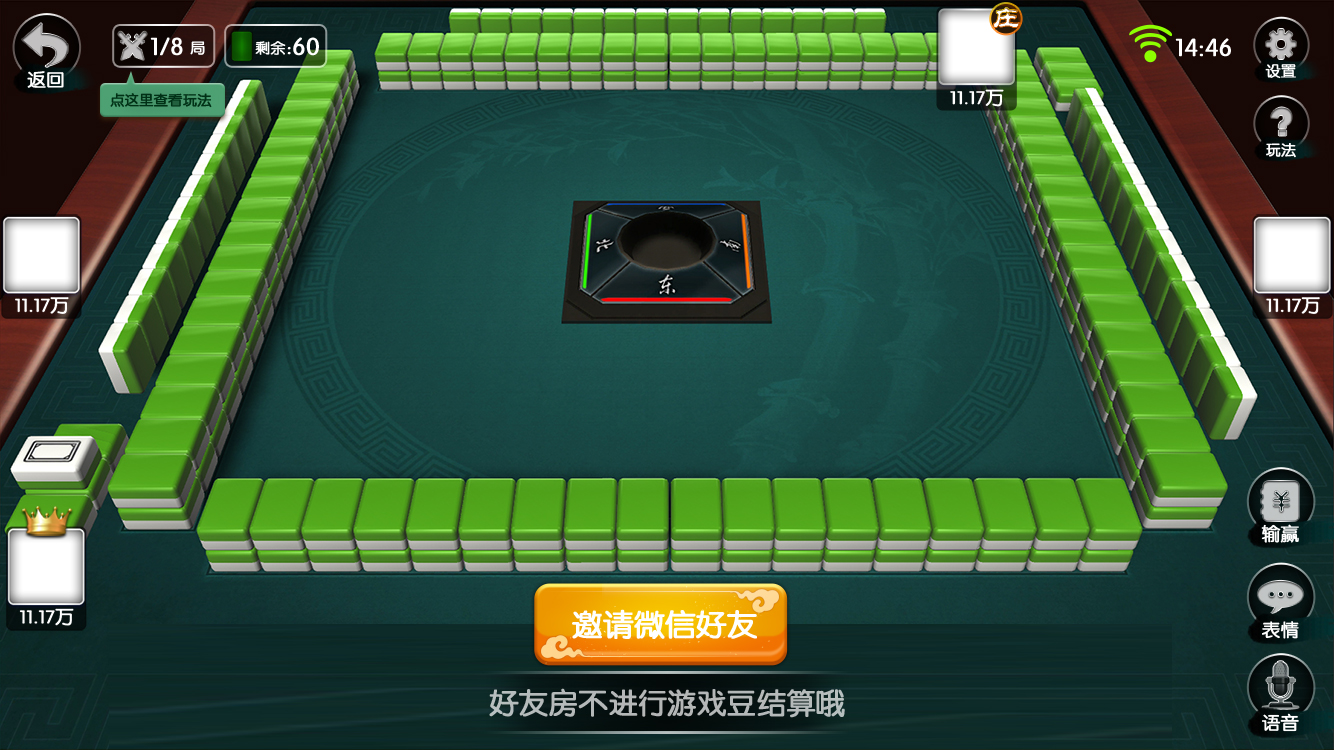 返回
1/8 局
剩余:60
点这里查看玩法
庄
11.17万
14:46
设置
玩法
11.17万
11.17万
东
11.17万
邀请微信好友
好友房不进行游戏豆结算哦
输赢
表情
语音